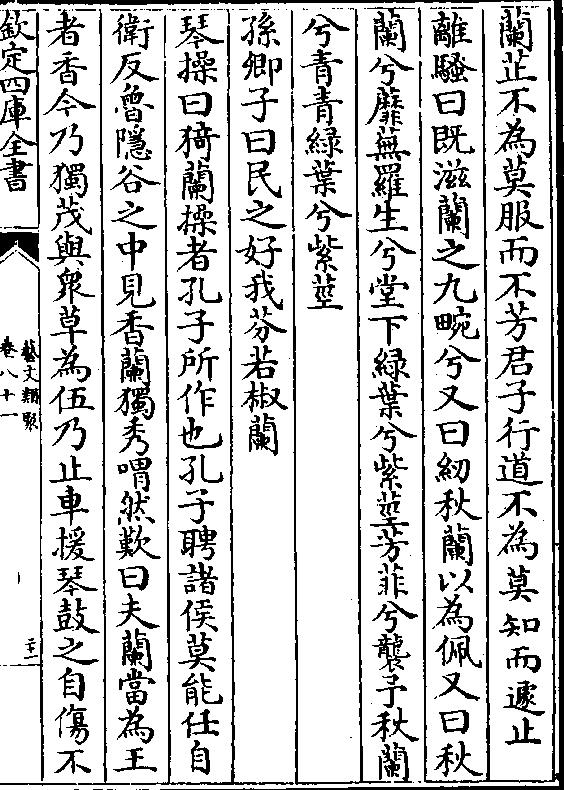 蘭芷不為莫服而不芳君子行道不為莫知而遽止
離騷曰既滋蘭之九畹兮又曰紉秋蘭以為佩又曰秋
蘭兮蘼蕪羅生兮堂下緑葉兮紫莖芳菲兮襲予秋蘭
兮青青緑葉兮紫莖
孫卿子曰民之好我芬若椒蘭
琴操曰猗蘭操者孔子所作也孔子聘諸侯莫能任自
衛反魯隱谷之中見香蘭獨秀喟然歎曰夫蘭當為王
者香今乃獨茂與衆草為伍乃止車援琴鼓之自傷不
欽定四庫全書
藝文類聚
卷八十一
二十一